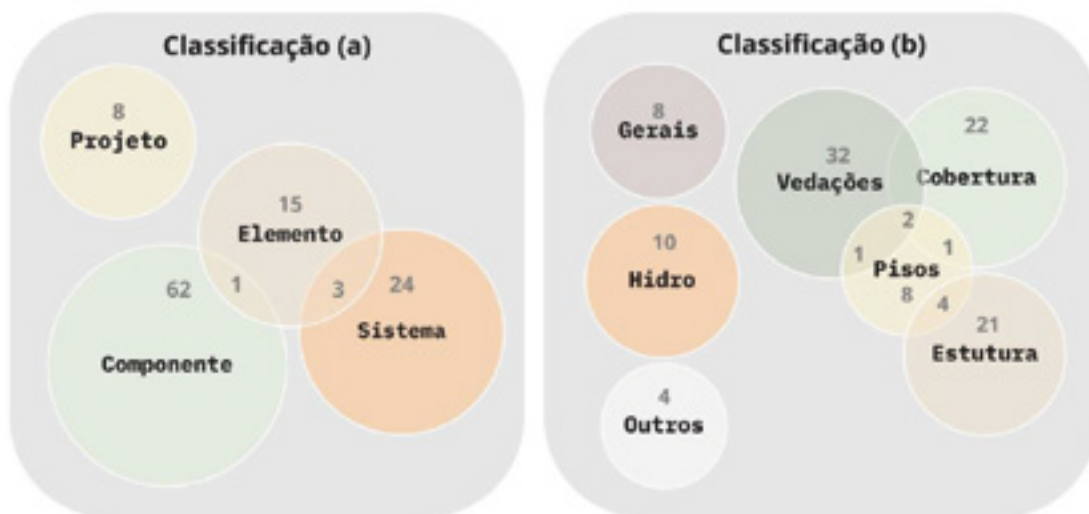 Classificação (a)
8
Projeto
15
Elemento
62
1
3
24
Sistema
Componente
Classificação (b)
8
Gerais
32
Vedações
22
Cobertura
2
10
Hidro
1
Pisos
1
8
4
21
Estutura
4
Outros